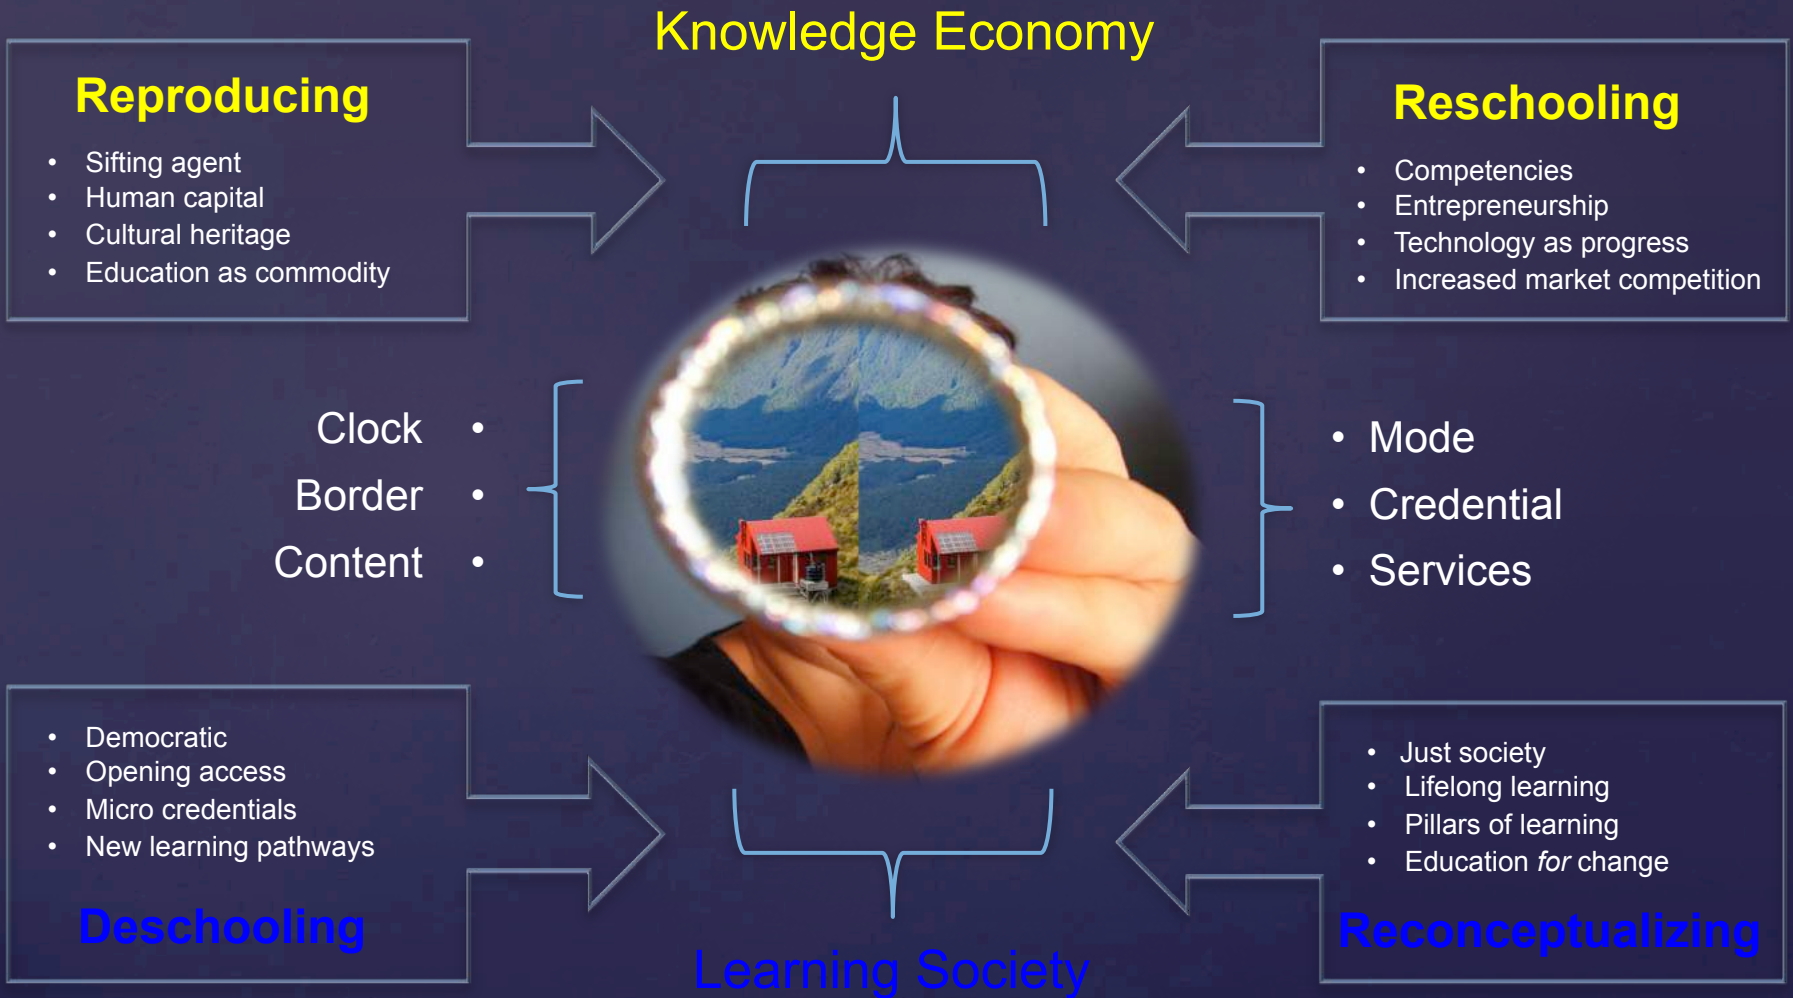 Knowledge Economy
Reproducing
• Sifting agent
• Human capital
• Cultural heritage
• Education as commodity
Reschooling
• Competencies
• Entrepreneurship
• Technology as progress
• Increased market competition
Clock •
Border •
Content •
• Mode
• Credential
• Services
• Democratic
• Opening access
• Micro credentials
• New learning pathways
Deschooling
• Just society
• Lifelong learning
• Pillars of learning
• Education for change
Reconceptualizing
Learning Society